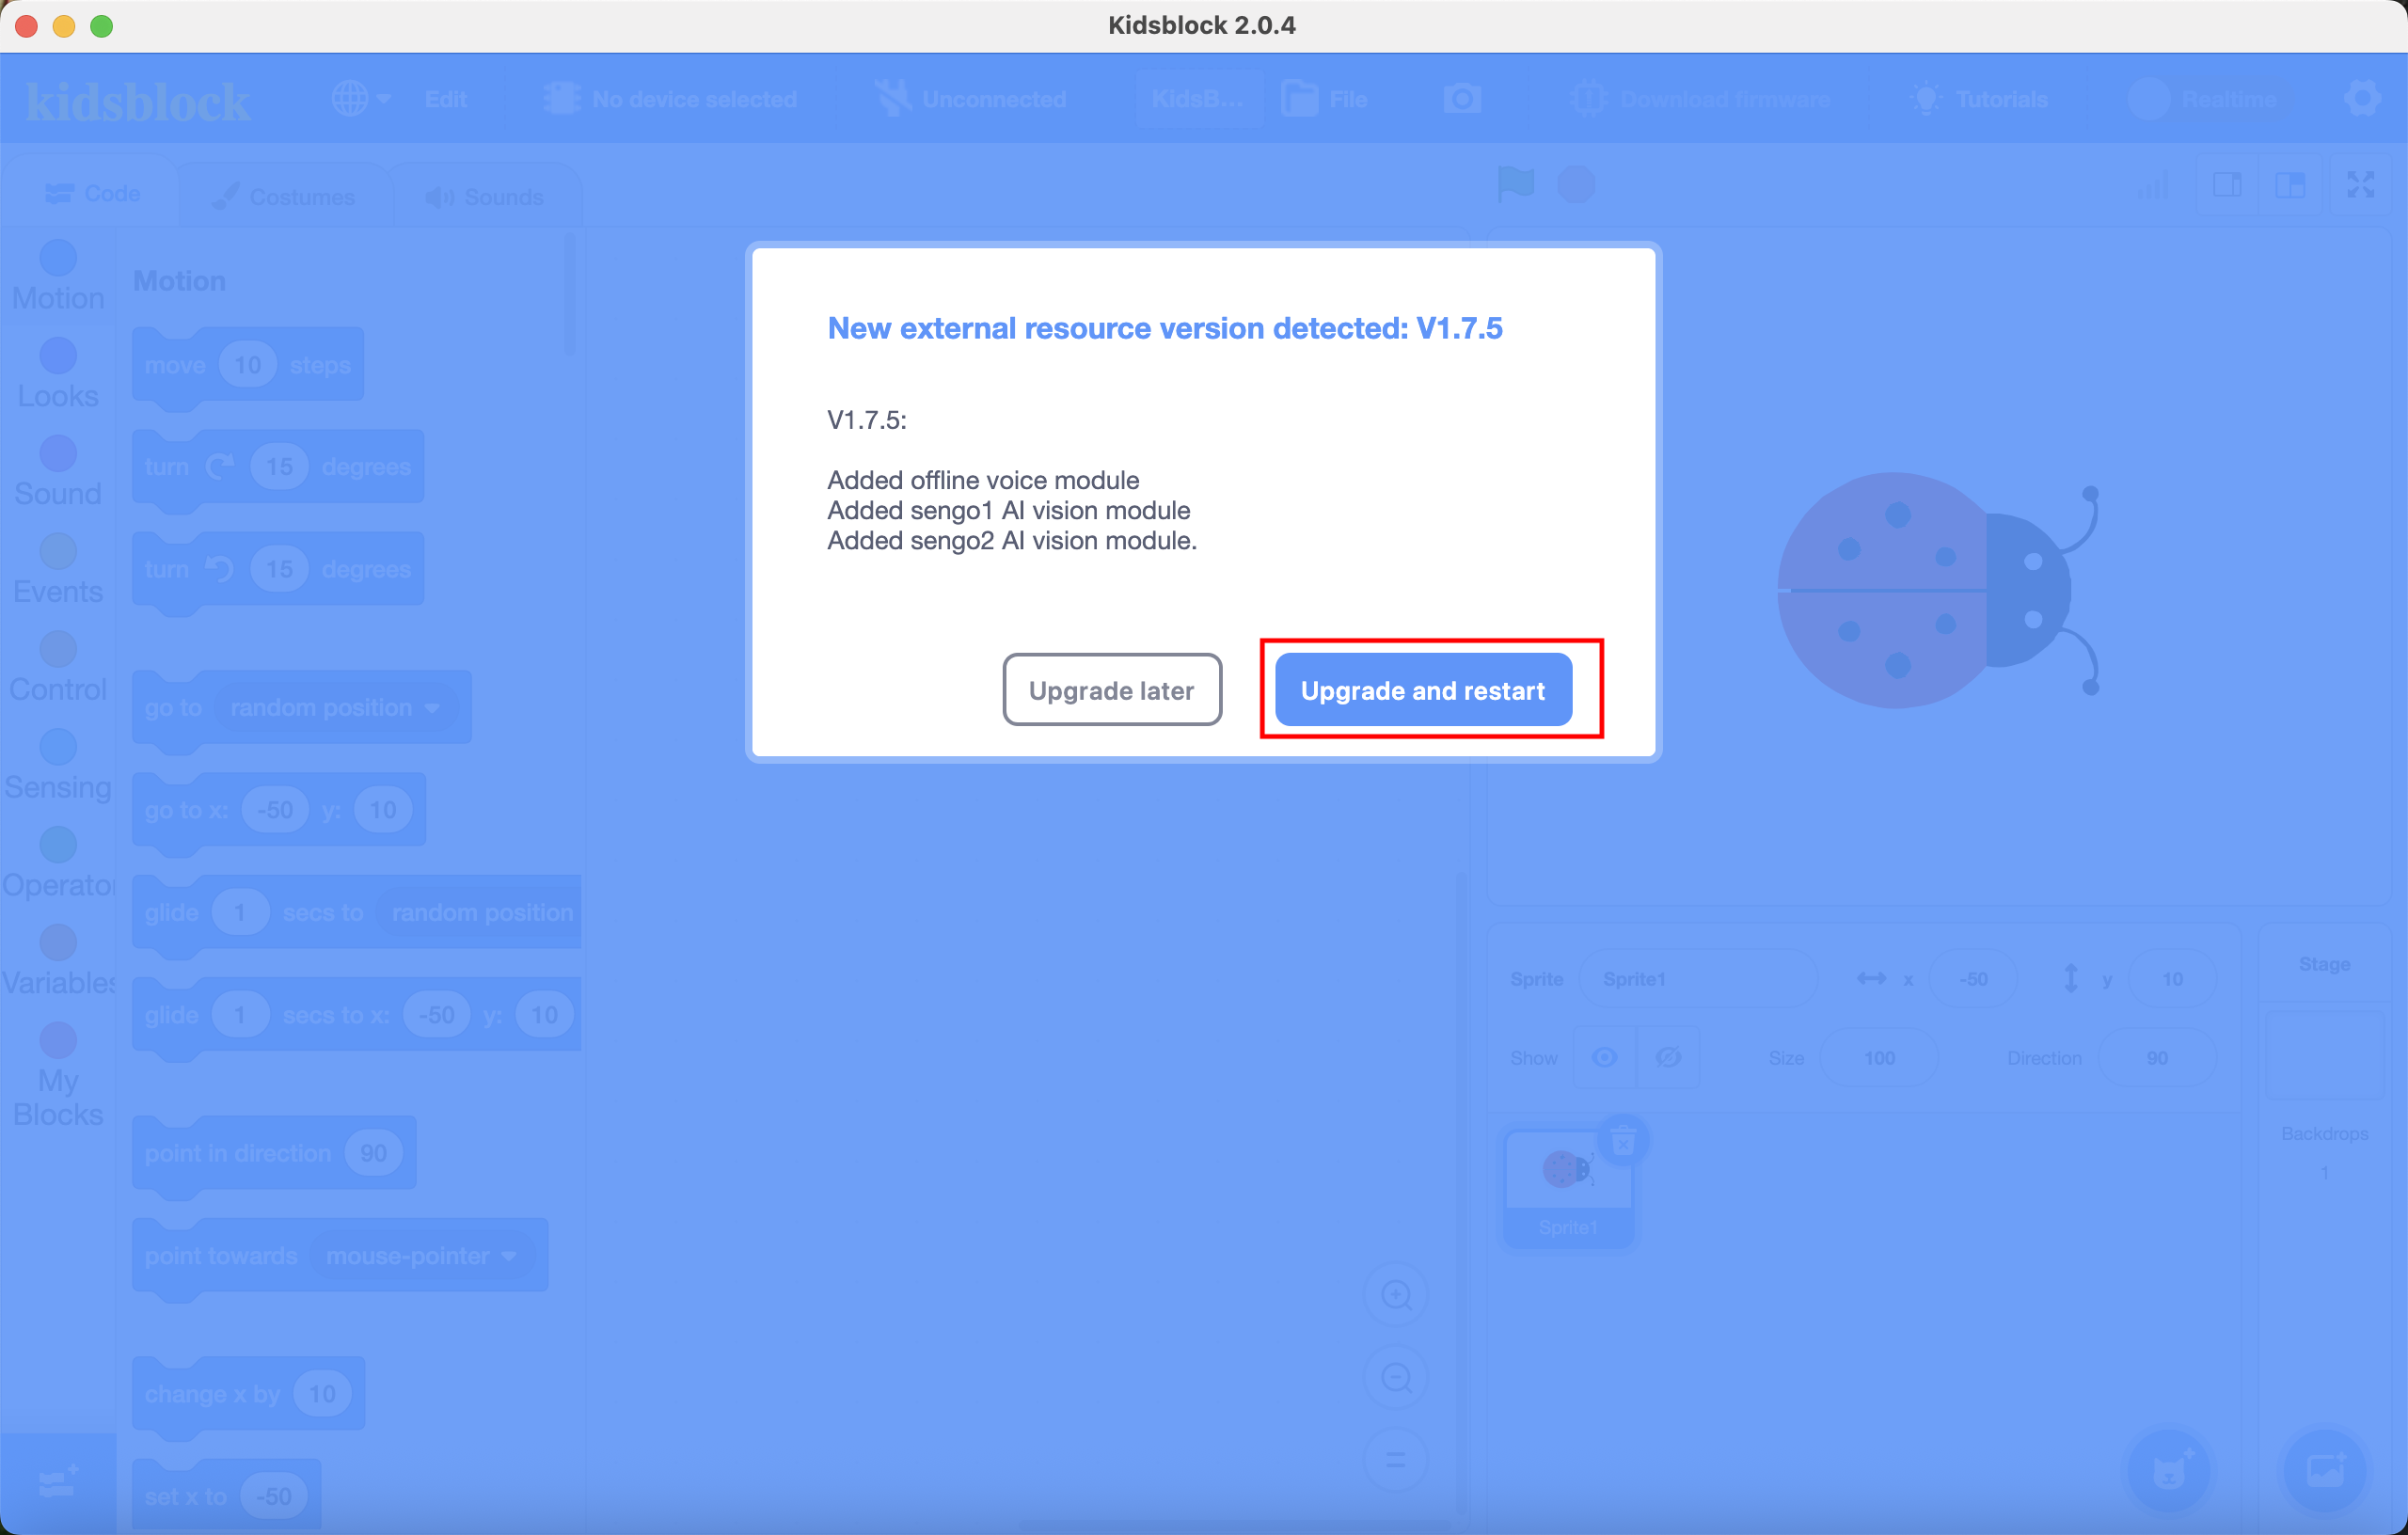 Kidsblock 2.0.4
kidsblock
Edit
No device selected
Unconnected
KidsB...
File
Download firmware
Tutorials
Realtime
Code
Costumes
Sounds
Motion
Looks
Sound
Events
Control
Sensing
Operator
Variables
My
Blocks
Motion
move 10 steps
turn 15 degrees
turn 15 degrees
go to random position
go to x: -50 y: 10
glide 1 secs to random position
glide 1 secs to x: -50 y: 10
point in direction 90
point towards mouse-pointer
change x by 10
set x to -50
New external resource version detected: V1.7.5
V1.7.5:
Added offline voice module
Added sengo1 AI vision module
Added sengo2 AI vision module.
Upgrade later
Upgrade and restart
Sprite Sprite1 x -50 y 10
Show Size 100 Direction 90
Sprite1
Stage
Backdrops
1